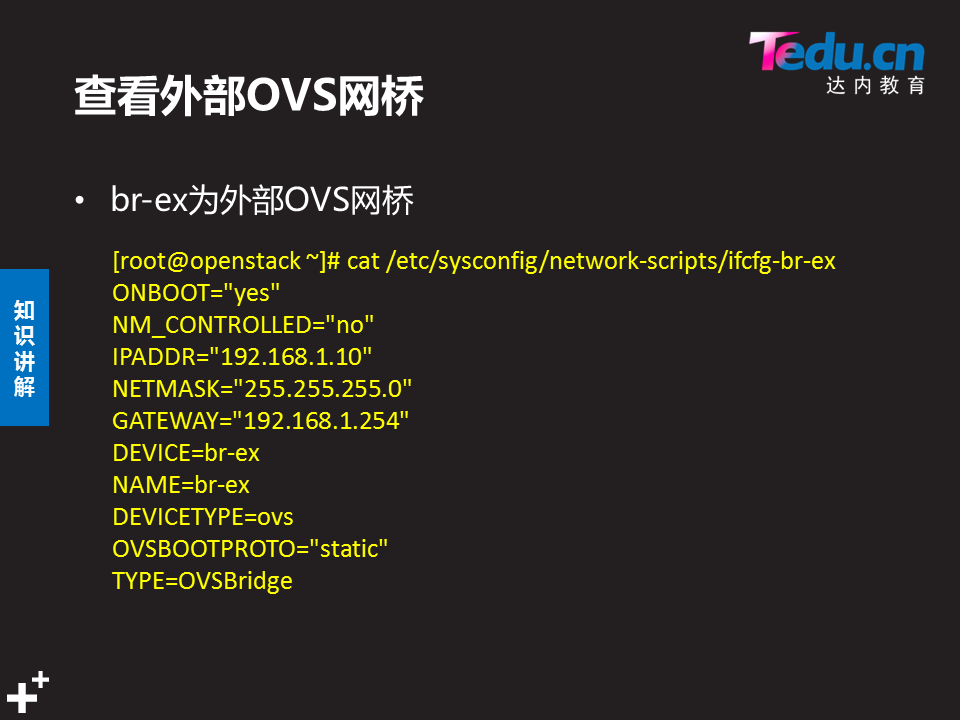 Tedu.cn
达内教育
查看外部OVS网桥
• br-ex为外部OVS网桥
[root@openstack ~]# cat /etc/sysconfig/network-scripts/ifcfg-br-ex
ONBOOT="yes"
NM_CONTROLLED="no"
IPADDR="192.168.1.10"
NETMASK="255.255.255.0"
GATEWAY="192.168.1.254"
DEVICE=br-ex
NAME=br-ex
DEVICETYPE=ovs
OVSBOOTPROTO="static"
TYPE=OVSBridge
知识讲解